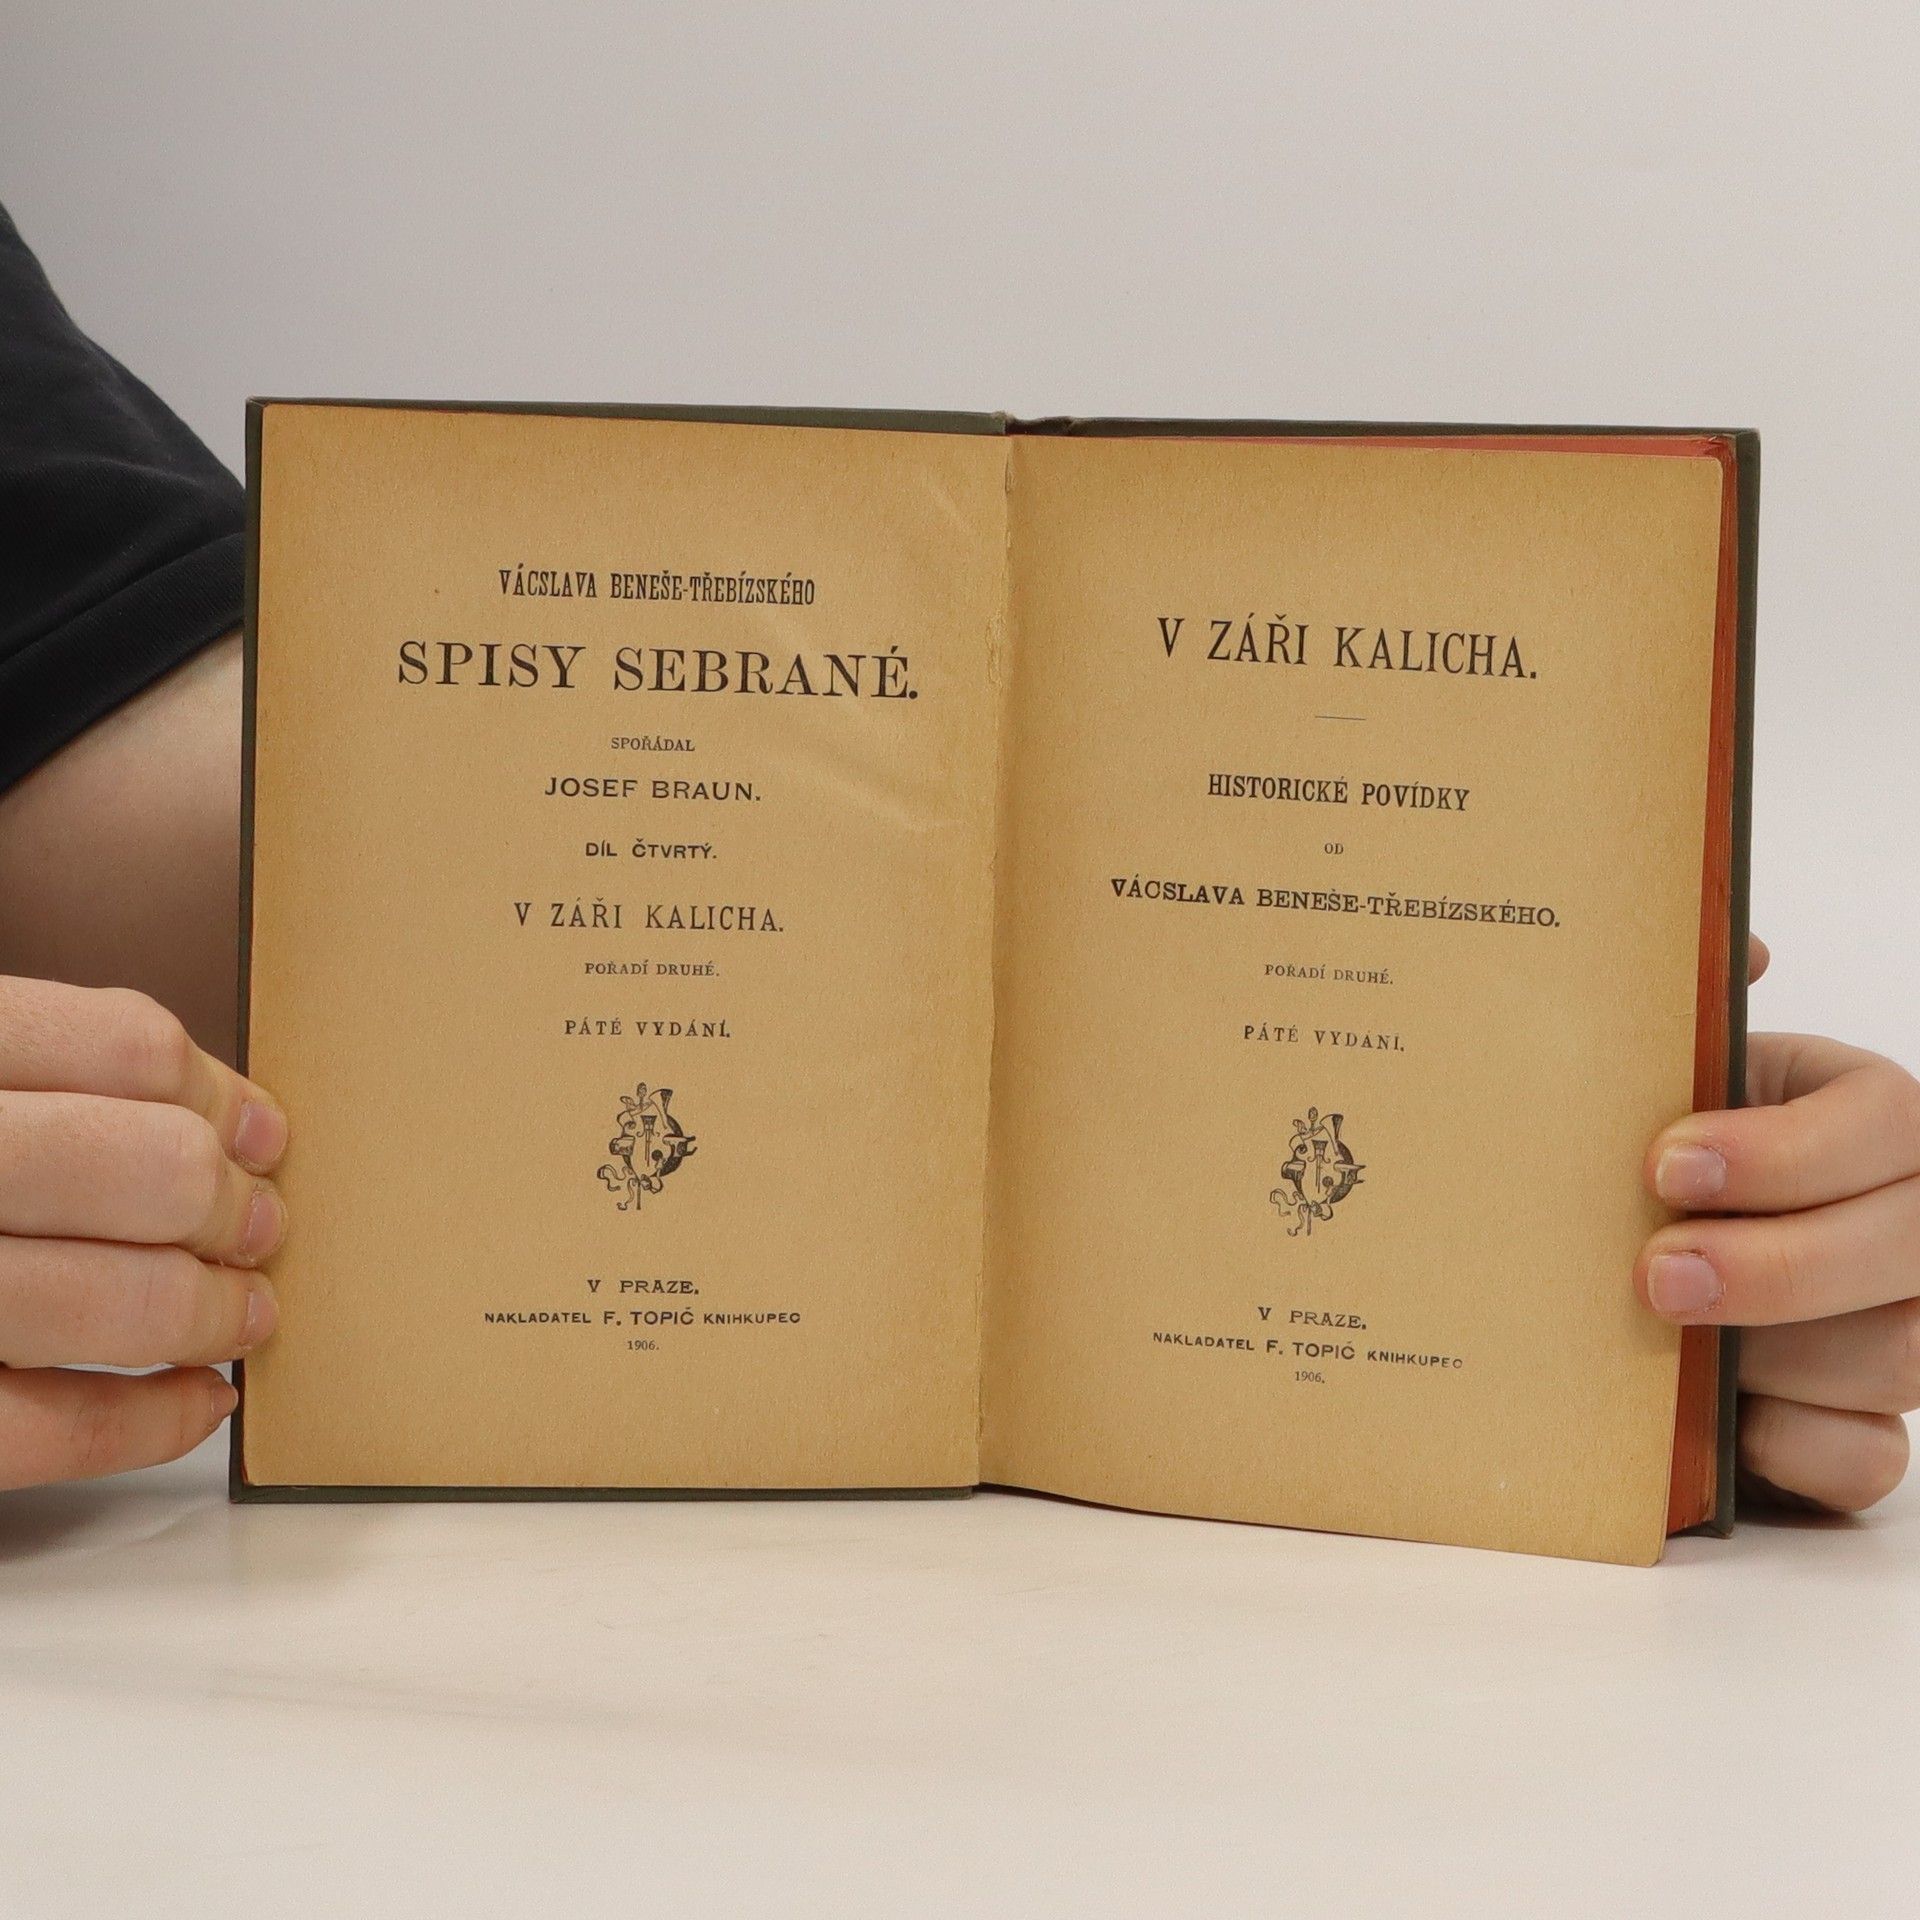 VÁCSLAVA BENEŠE-TŘEBÍZSKÉHO
SPISY SEBRANÉ.
SPOŘÁDAL
JOSEF BRAUN.
DÍL ČTVRTÝ.
V ZÁŘI KALICHA.
POŘADÍ DRUHÉ.
PÁTÉ VYDÁNÍ.
V PRAZE.
NAKLADATEL F. TOPIČ KNIHKUPEC
1906.
V ZÁŘI KALICHA.
HISTORICKÉ POVÍDKY
OD
VÁCSLAVA BENEŠE-TŘEBÍZSKÉHO.
POŘADÍ DRUHÉ.
PÁTÉ VYDÁNÍ.
V PRAZE.
NAKLADATEL F. TOPIČ KNIHKUPEC
1906.